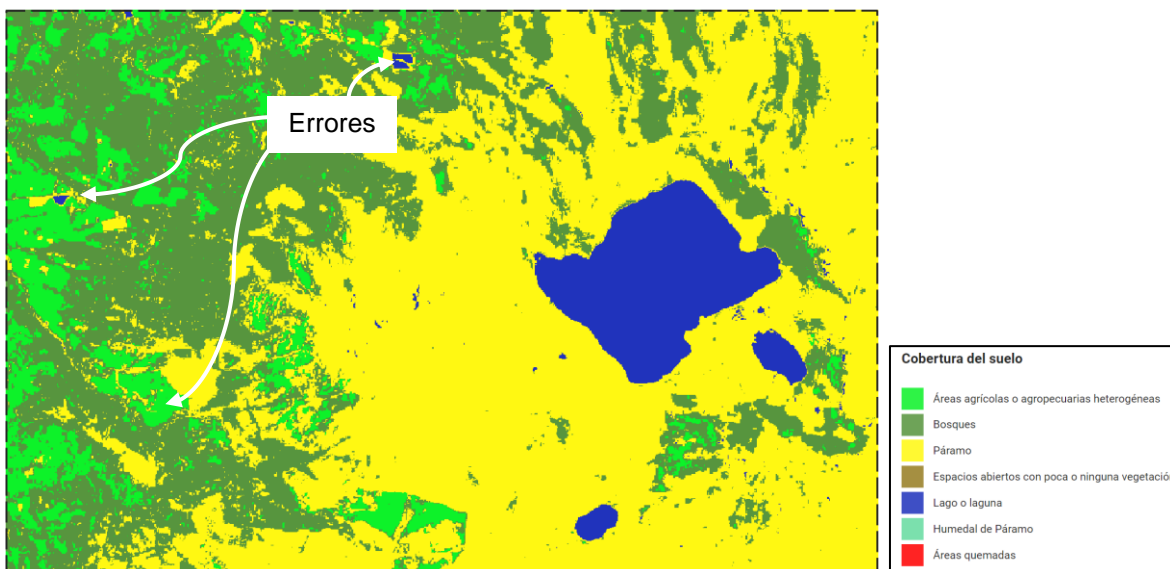 Errores
Cobertura del suelo
Áreas agrícolas o agropecuarias heterogéneas
Bosques
Páramo
Espacios abiertos con poca o ninguna vegetació
Lago o laguna
Humedal de Páramo
Áreas quemadas